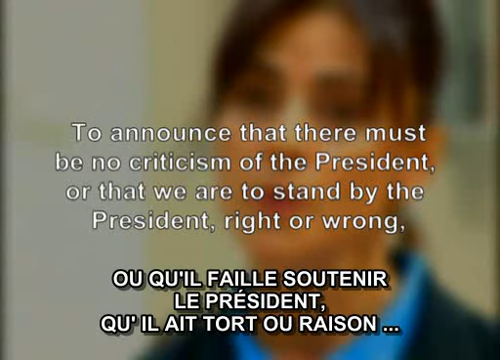 To announce that there must
be no criticism of the President,
or that we are to stand by the
President, right or wrong,
OU QU'IL FAILLE SOUTENIR
LE PRÉSIDENT,
QU' IL AIT TORT OU RAISON ...